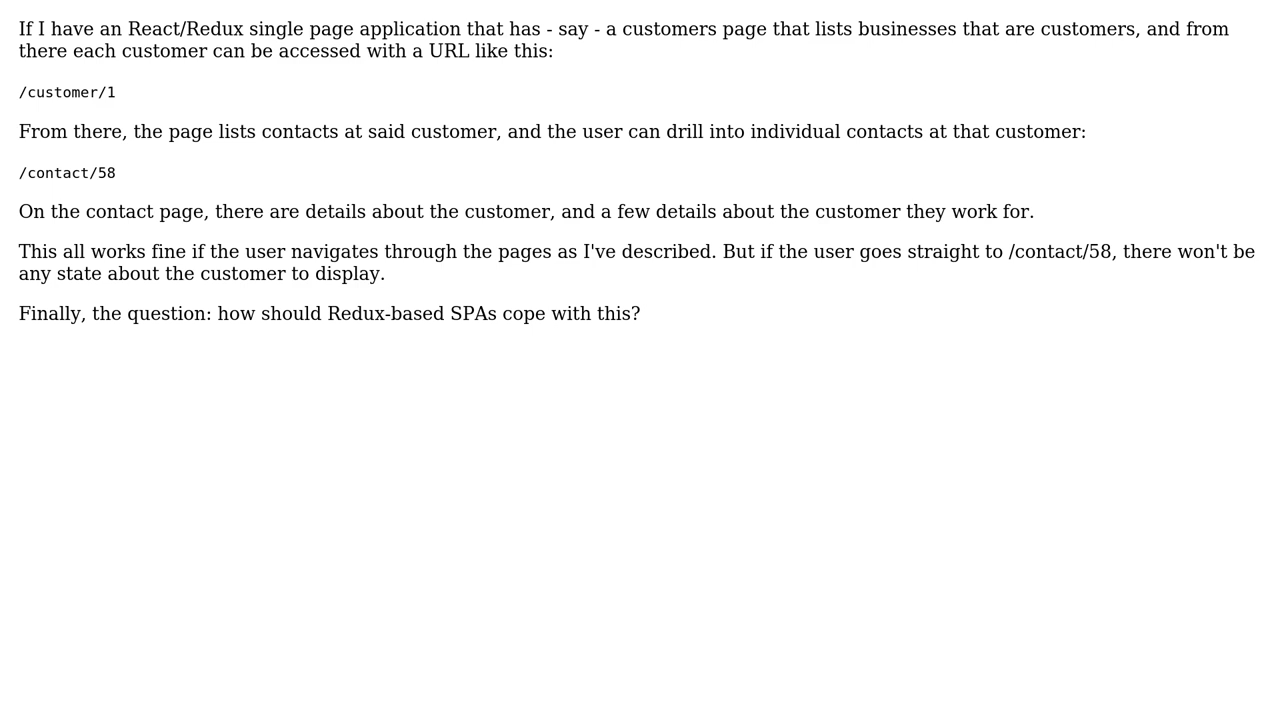 If I have an React/Redux single page application that has - say - a customers page that lists businesses that are customers, and from
there each customer can be accessed with a URL like this:
/customer/1
From there, the page lists contacts at said customer, and the user can drill into individual contacts at that customer:
/contact/58
On the contact page, there are details about the customer, and a few details about the customer they work for.
This all works fine if the user navigates through the pages as I've described. But if the user goes straight to /contact/58, there won't be
any state about the customer to display.
Finally, the question: how should Redux-based SPAs cope with this?